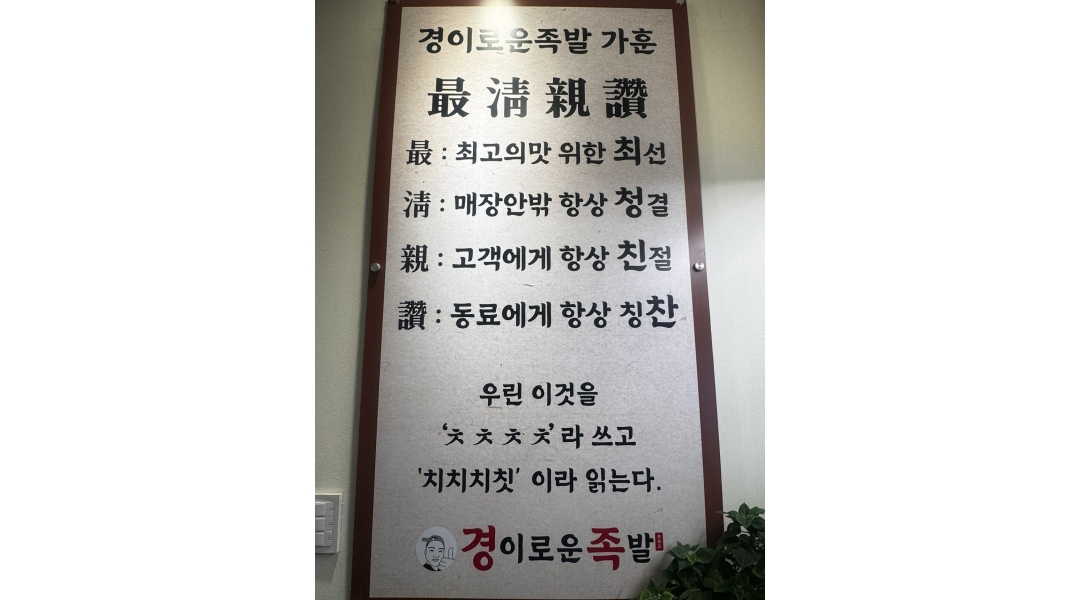 경이로운족발 가훈
最 淸 親 讚
最 : 최고의맛 위한 최선
淸 : 매장안밖 항상 청결
親 : 고객에게 항상 친절
讚 : 동료에게 항상 칭찬
우린 이것을
‘ㅊ ㅊ ㅊ ㅊ’라 쓰고
‘치치치칫’ 이라 읽는다.
경이로운족발